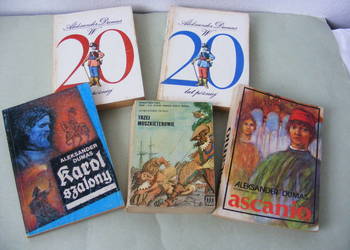 Aleksander Dumas
W
20
lat później
Aleksander Dumas
W
20
lat później
ALEKSANDER
DUMAS
Karol
szalony
TRZEJ
MUSZKIETEROWIE
ALEKSANDER DUMAS
ascanio